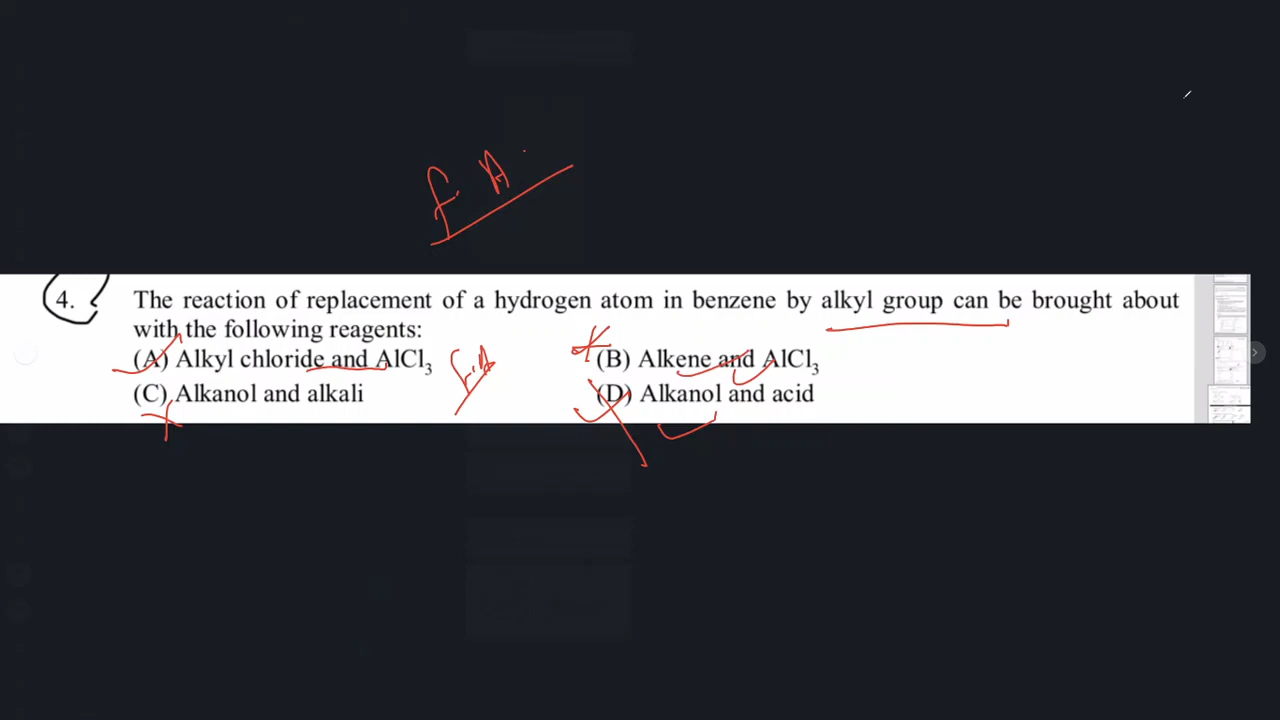 F. A.
4. The reaction of replacement of a hydrogen atom in benzene by alkyl group can be brought about
with the following reagents:
(A) Alkyl chloride and AlCl₃ (B) Alkene and AlCl₃
F.A
(C) Alkanol and alkali (D) Alkanol and acid